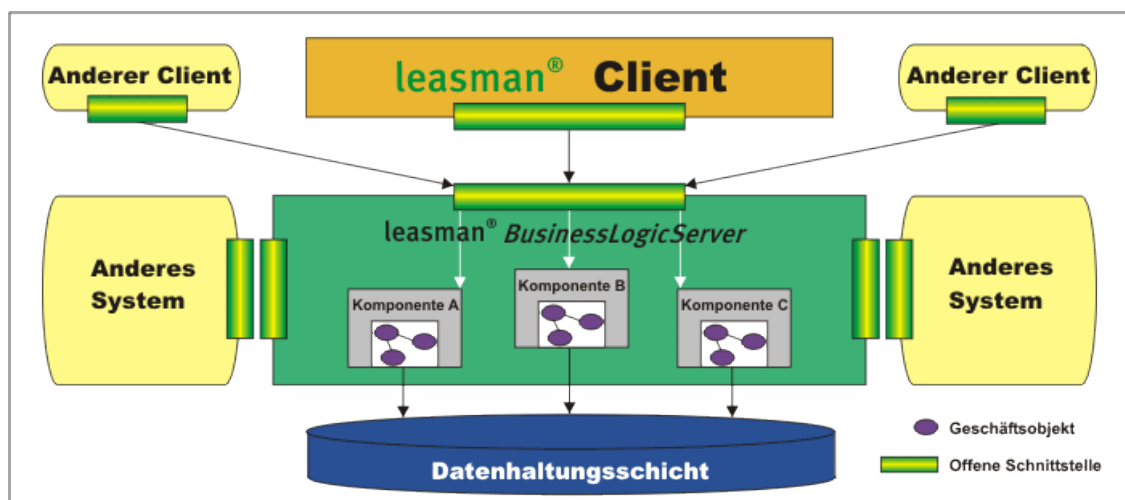 Anderer Client
leasman® Client
Anderer Client
leasman® BusinessLogicServer
Anderes
System
Anderes
System
Komponente A
Komponente B
Komponente C
Datenhaltungsschicht
Geschäftsobjekt
Offene Schnittstelle